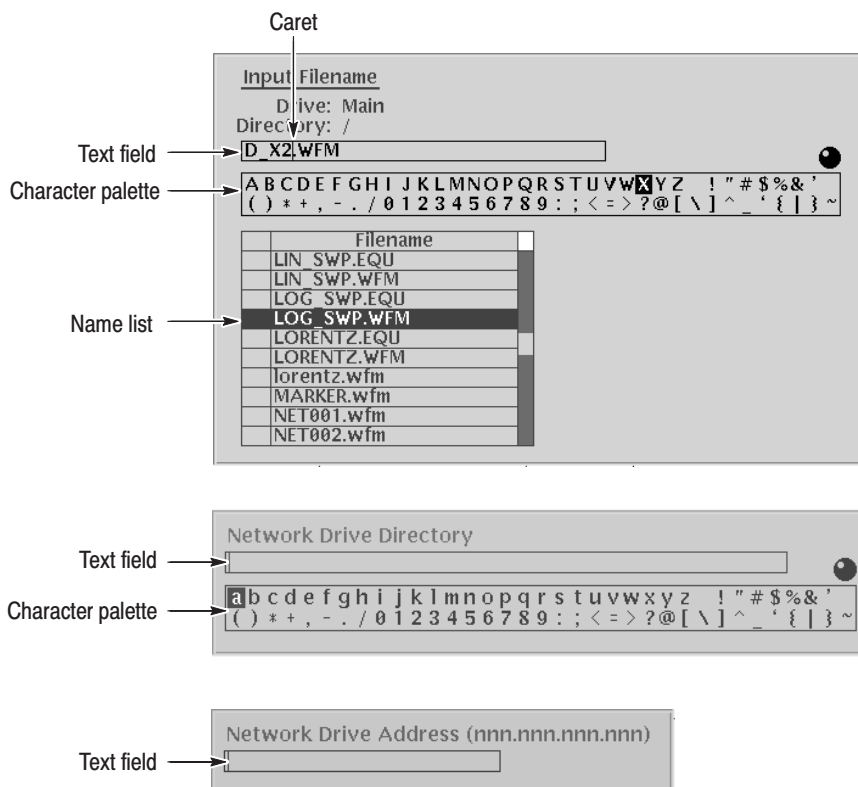 Caret
Input Filename
Drive: Main
Directory: /
Text field
D_X2.WFM
Character palette
A B C D E F G H I J K L M N O P Q R S T U V W X Y Z ! " # $ % & '
( ) * + , - . / 0 1 2 3 4 5 6 7 8 9 : ; < = > ? @ [ \ ] ^ _ ‘ { | } ~
Filename
LIN_SWP.EQU
LIN_SWP.WFM
LOG_SWP.EQU
Name list
LOG_SWP.WFM
LORENTZ.EQU
LORENTZ.WFM
lorentz.wfm
MARKER.wfm
NET001.wfm
NET002.wfm
Network Drive Directory
Text field
Character palette
a b c d e f g h i j k l m n o p q r s t u v w x y z ! " # $ % & '
( ) * + , - . / 0 1 2 3 4 5 6 7 8 9 : ; < = > ? @ [ \ ] ^ _ ‘ { | } ~
Network Drive Address (nnn.nnn.nnn.nnn)
Text field